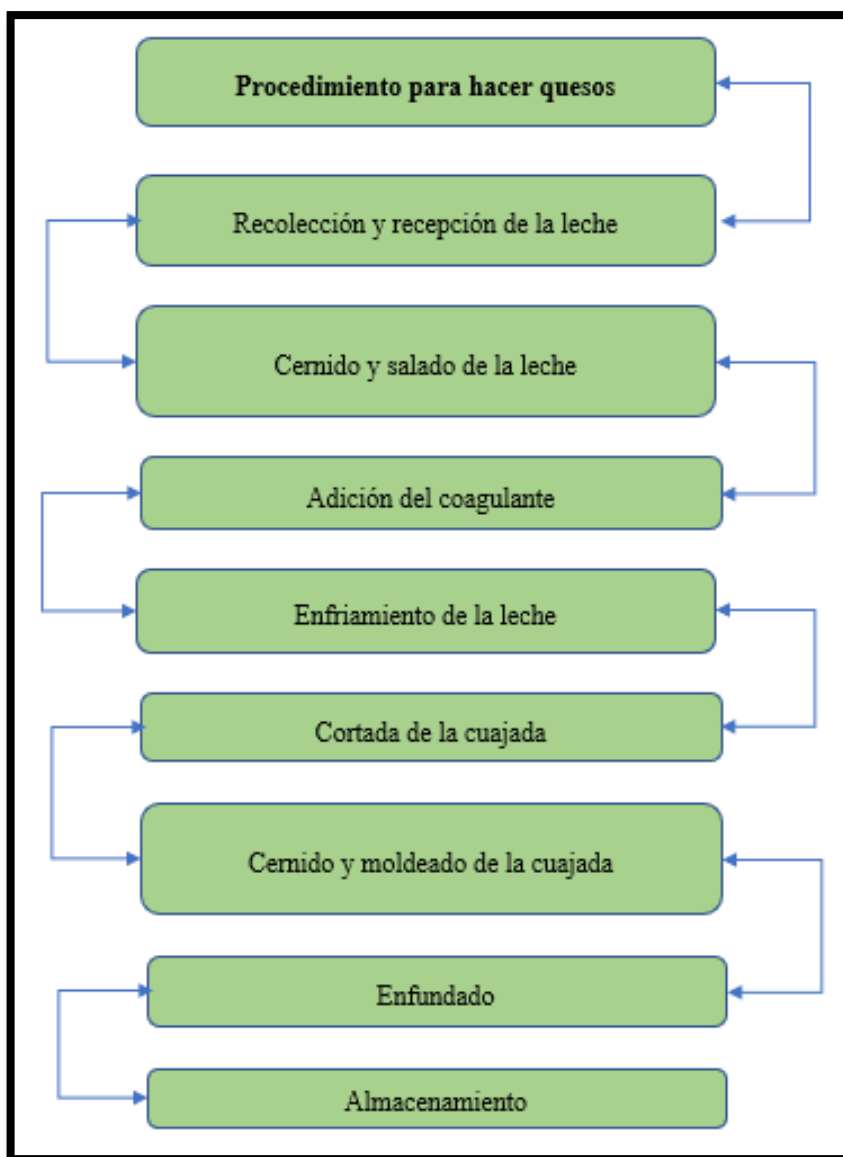 Procedimiento para hacer quesos
Recolección y recepción de la leche
Cernido y salado de la leche
Adición del coagulante
Enfriamiento de la leche
Cortada de la cuajada
Cernido y moldeado de la cuajada
Enfundado
Almacenamiento